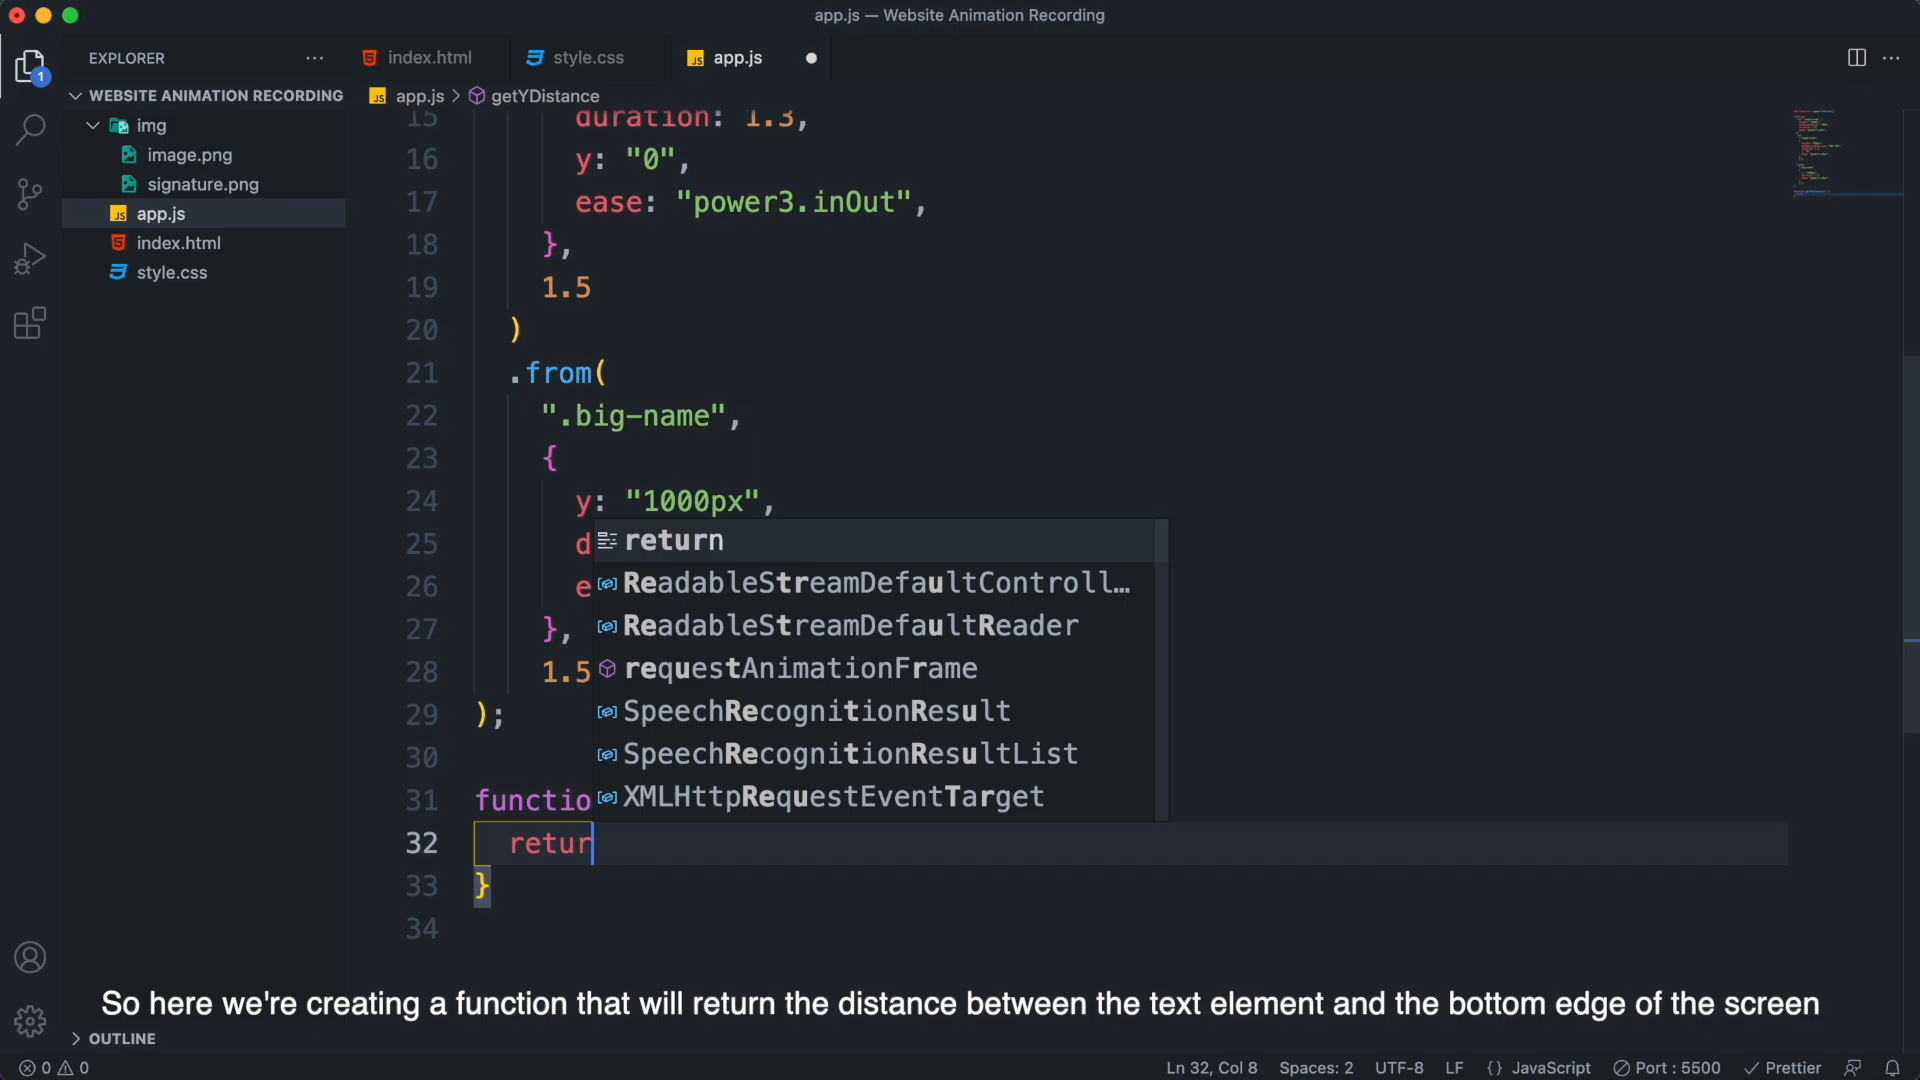 app.js — Website Animation Recording
EXPLORER
index.html
style.css
app.js
1
WEBSITE ANIMATION RECORDING
app.js > getYDistance
img
image.png
signature.png
app.js
index.html
style.css
15 duration: 1.3,
16 y: "0",
17 ease: "power3.inOut",
18 },
19 1.5
20 )
21 .from(
22 ".big-name",
23 {
24 y: "1000px",
25 d
26 e
27 },
28 1.5
29 );
30
31 functio
32 retur
33 }
34
return
ReadableStreamDefaultControll…
ReadableStreamDefaultReader
requestAnimationFrame
SpeechRecognitionResult
SpeechRecognitionResultList
XMLHttpRequestEventTarget
So here we're creating a function that will return the distance between the text element and the bottom edge of the screen
OUTLINE
0 0
Ln 32, Col 8
Spaces: 2
UTF-8
LF
{} JavaScript
Port : 5500
Prettier